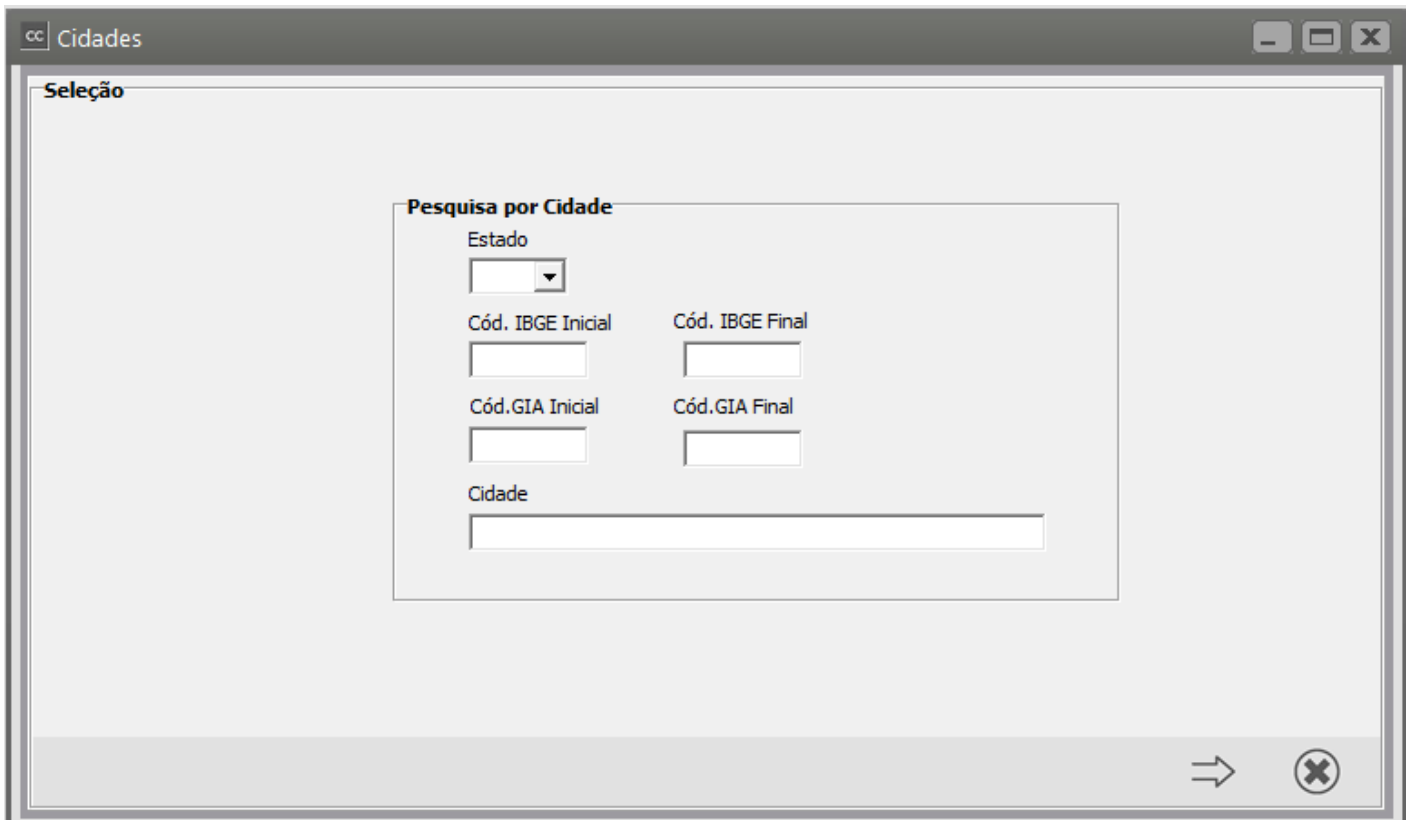 cc Cidades
Seleção
Pesquisa por Cidade
Estado
Cód. IBGE Inicial Cód. IBGE Final
Cód.GIA Inicial Cód.GIA Final
Cidade